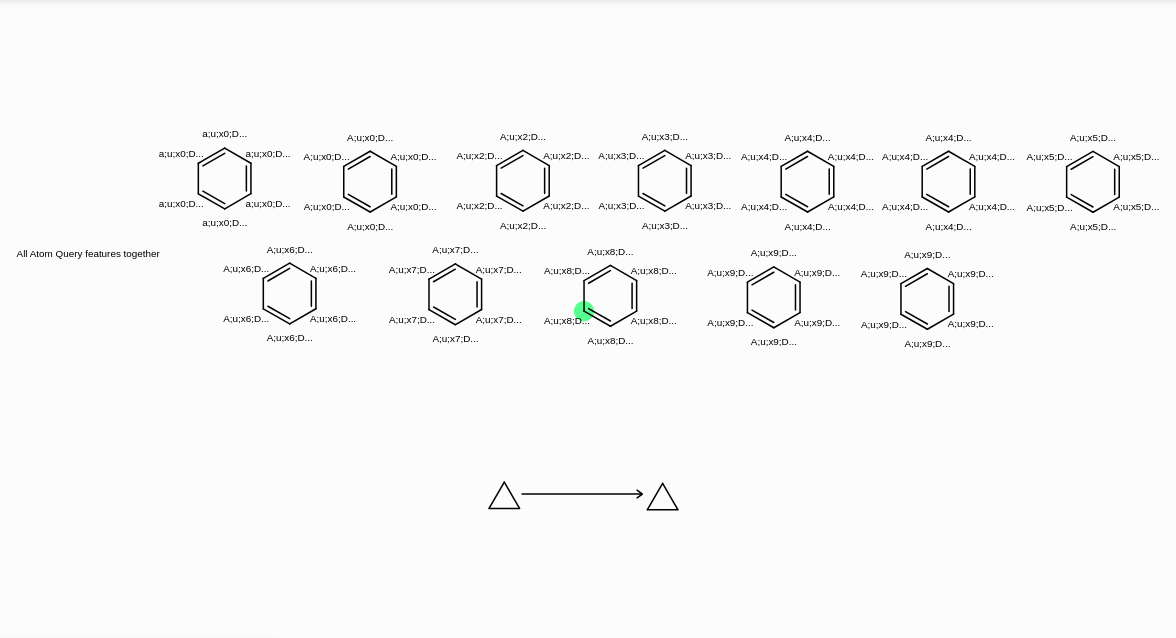 a;u;x0;D...
a;u;x0;D... a;u;x0;D...
a;u;x0;D... a;u;x0;D...
a;u;x0;D...
A;u;x0;D...
A;u;x0;D... A;u;x0;D...
A;u;x0;D... A;u;x0;D...
A;u;x0;D...
A;u;x2;D...
A;u;x2;D... A;u;x2;D...
A;u;x2;D... A;u;x2;D...
A;u;x2;D...
A;u;x3;D...
A;u;x3;D... A;u;x3;D...
A;u;x3;D... A;u;x3;D...
A;u;x3;D...
A;u;x4;D...
A;u;x4;D... A;u;x4;D...
A;u;x4;D... A;u;x4;D...
A;u;x4;D...
A;u;x4;D...
A;u;x4;D... A;u;x4;D...
A;u;x4;D... A;u;x4;D...
A;u;x4;D...
A;u;x5;D...
A;u;x5;D... A;u;x5;D...
A;u;x5;D... A;u;x5;D...
A;u;x5;D...
All Atom Query features together
A;u;x6;D...
A;u;x6;D... A;u;x6;D...
A;u;x6;D... A;u;x6;D...
A;u;x6;D...
A;u;x7;D...
A;u;x7;D... A;u;x7;D...
A;u;x7;D... A;u;x7;D...
A;u;x7;D...
A;u;x8;D...
A;u;x8;D... A;u;x8;D...
A;u;x8;D... A;u;x8;D...
A;u;x8;D...
A;u;x9;D...
A;u;x9;D... A;u;x9;D...
A;u;x9;D... A;u;x9;D...
A;u;x9;D...
A;u;x9;D...
A;u;x9;D... A;u;x9;D...
A;u;x9;D... A;u;x9;D...
A;u;x9;D...